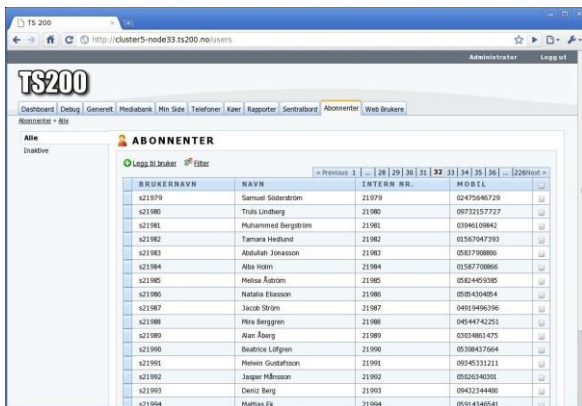 TS 200
http://cluster5-node33.ts200.no/users
Administrator Logg ut
TS200
Dashboard Debug Generelt Mediabank Min Side Telefoner Køer Rapporter Sentralbord Abonnenter Web Brukere
Abonnenter » Alle
Alle
Inaktive
ABONNENTER
Legg til bruker Filter
« Previous 1 ... 28 29 30 31 32 33 34 35 36 ... 226 Next »
BRUKERNAVN NAVN INTERN NR. MOBIL
s21979 Samuel Söderström 21979 02475646729
s21980 Truls Lindberg 21980 09732157727
s21981 Muhammed Bergström 21981 03046109842
s21982 Tamara Hedlund 21982 01567047393
s21983 Abdullah Jonasson 21983 05837908806
s21984 Alba Holm 21984 01587700866
s21985 Melisa Åström 21985 05824459385
s21986 Natalia Eliasson 21986 05054304054
s21987 Jacob Ström 21987 04919496396
s21988 Mira Berggren 21988 04544742251
s21989 Alan Åberg 21989 03034861475
s21990 Beatrice Löfgren 21990 05308437664
s21991 Melwin Gustafsson 21991 09345331211
s21992 Jasper Månsson 21992 05026340301
s21993 Deniz Berg 21993 09432344400
s21994 Mattias Ek 21994 05914346541